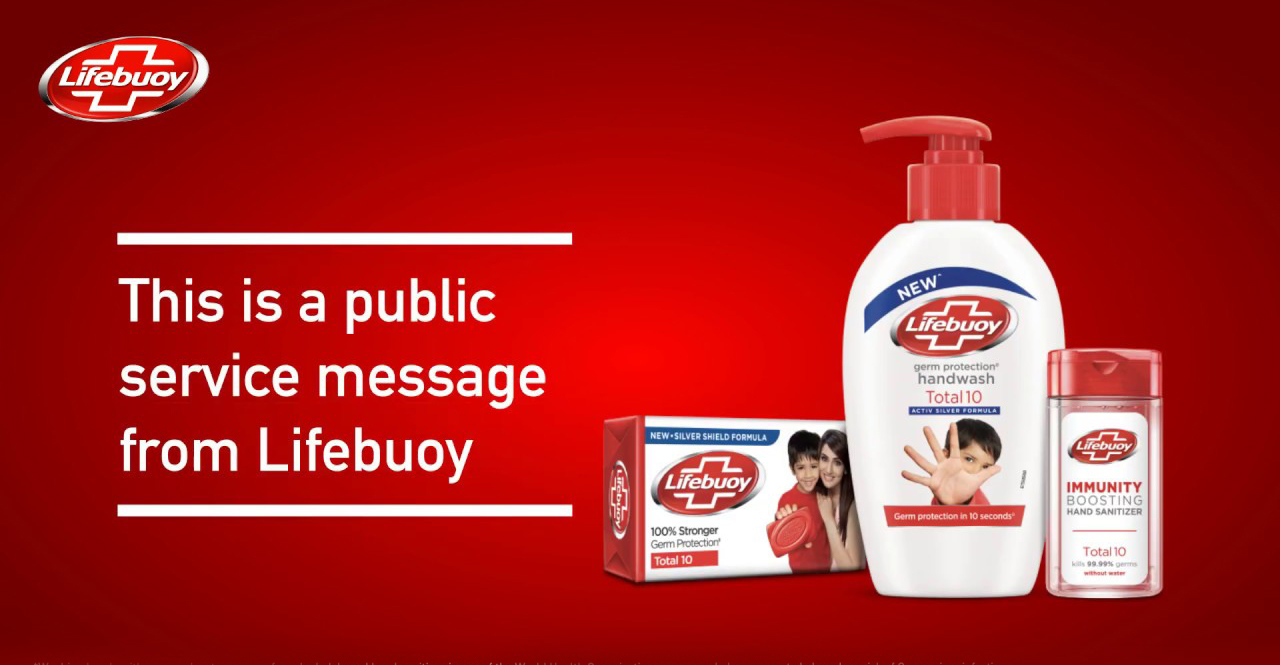 Lifebuoy
This is a public
service message
from Lifebuoy
NEW
Lifebuoy
germ protection*
handwash
Total 10
ACTIV SILVER FORMULA
Germ protection in 10 seconds*
NEW•SILVER SHIELD FORMULA
Lifebuoy
Lifebuoy
100% Stronger
Germ Protection*
Total 10
Lifebuoy
IMMUNITY
BOOSTING
HAND SANITIZER
Total 10
kills 99.99% germs
without water